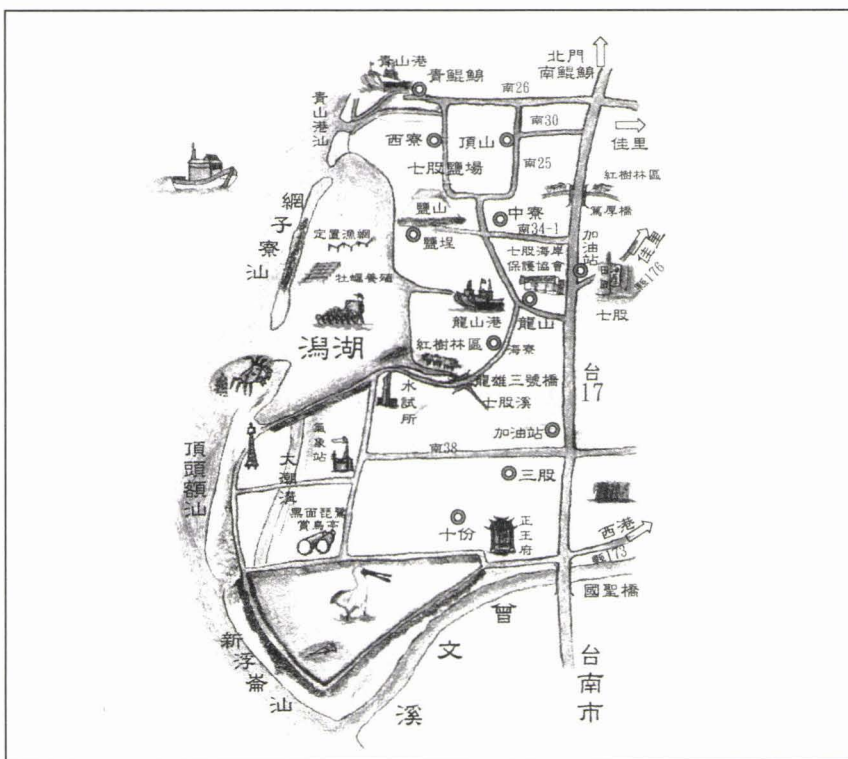 北門
南鯤鯓
青山港
青鯤鯓
南26
青山港汕
南30
佳里
西寮
頂山
七股鹽場
南25
紅樹林區
篤厚橋
網子寮汕
鹽山
中寮
南34-1
定置漁網
鹽埕
七股海岸
保護協會
加油站
佳里
縣176
牡蠣養殖
七股
龍山港
龍山
潟湖
紅樹林區
海寮
台17
水試所
龍雄三號橋
七股溪
加油站
頂頭額汕
氣象站
南38
大潮溝
三股
黑面琵鷺
賞鳥亭
十份
正王府
西港
縣173
國聖橋
曾文溪
新浮崙汕
台南市